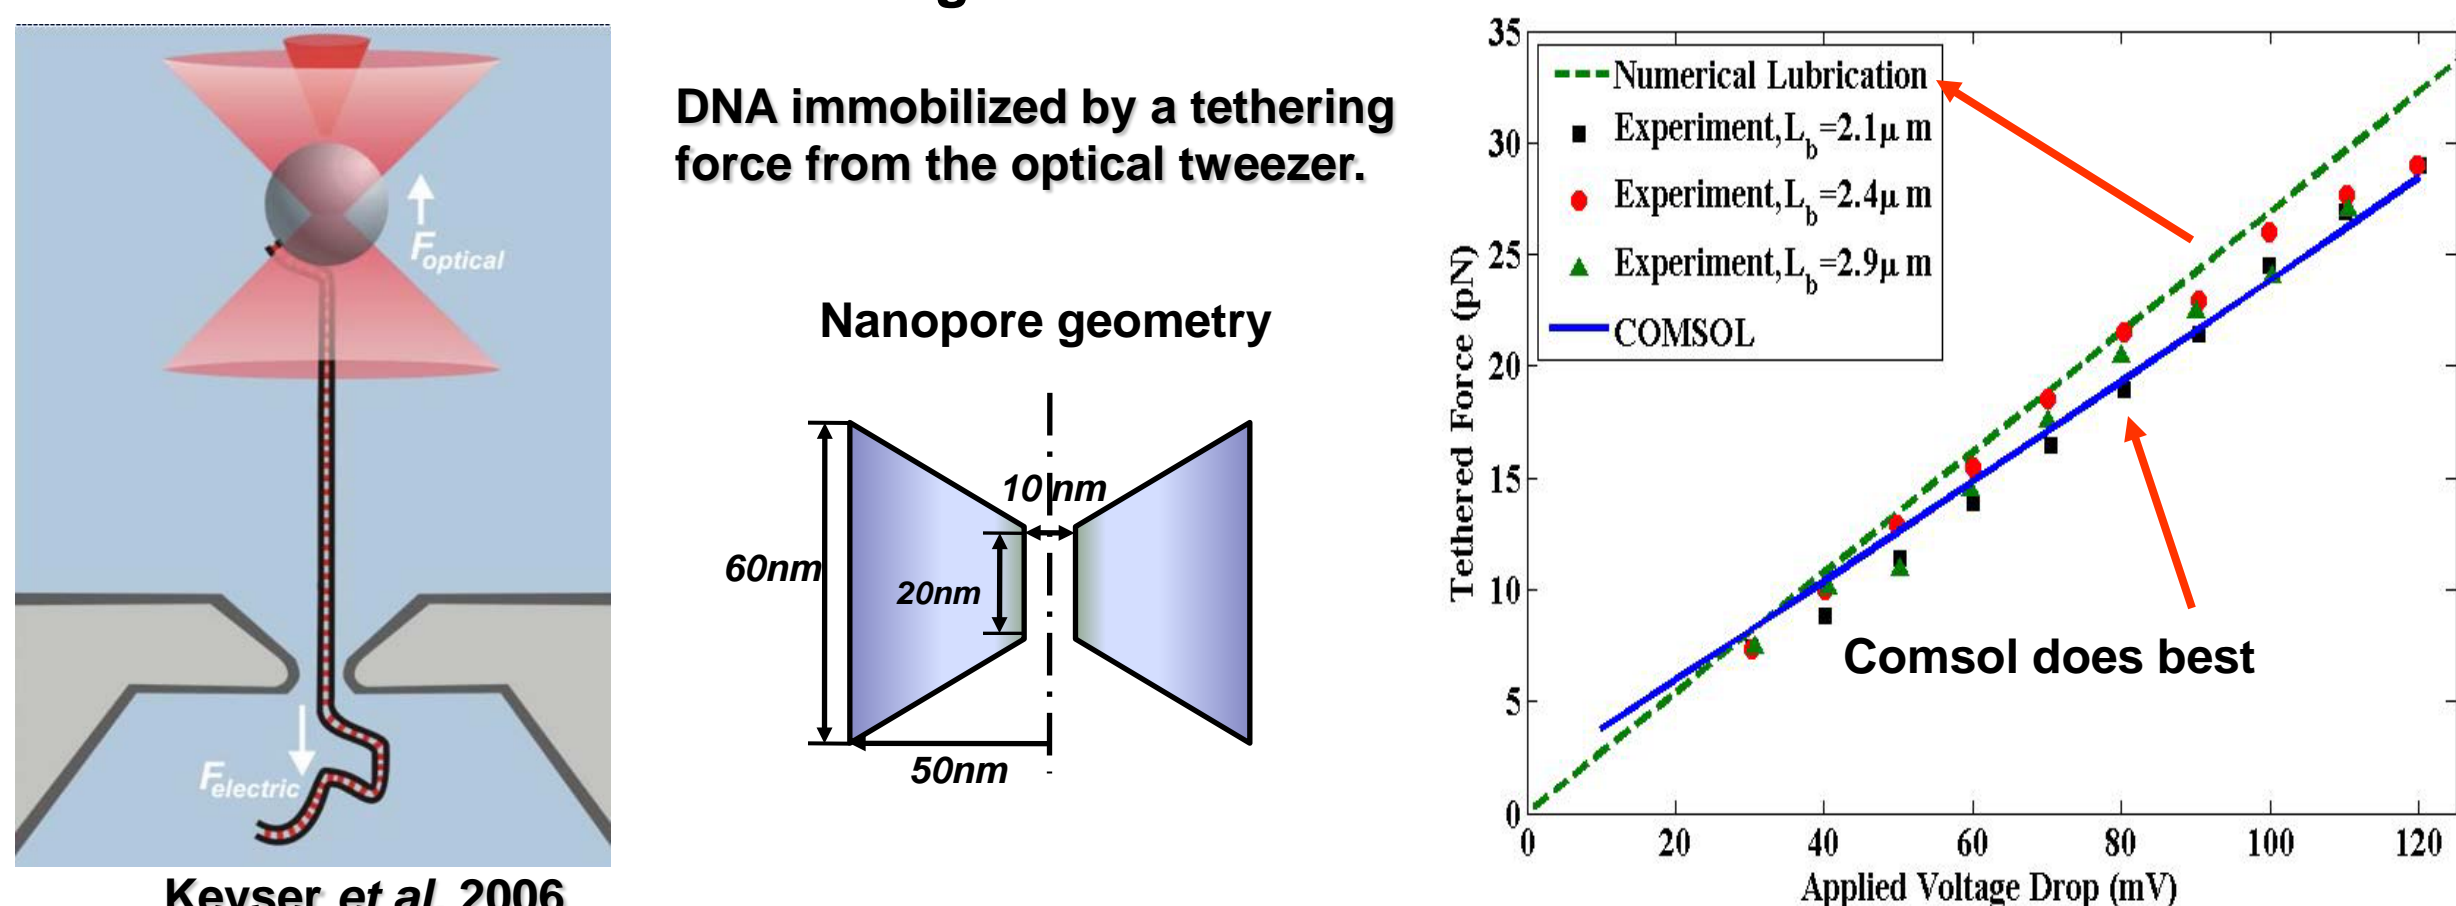 DNA immobilized by a tethering
force from the optical tweezer.
F optical
F electric
Keyser et al. 2006
Nanopore geometry
10 nm
60nm
20nm
50nm
35
30
25
20
15
10
5
0
Tethered Force (pN)
Numerical Lubrication
Experiment, L b =2.1μ m
Experiment, L b =2.4μ m
Experiment, L b =2.9μ m
COMSOL
Comsol does best
0 20 40 60 80 100 120
Applied Voltage Drop (mV)